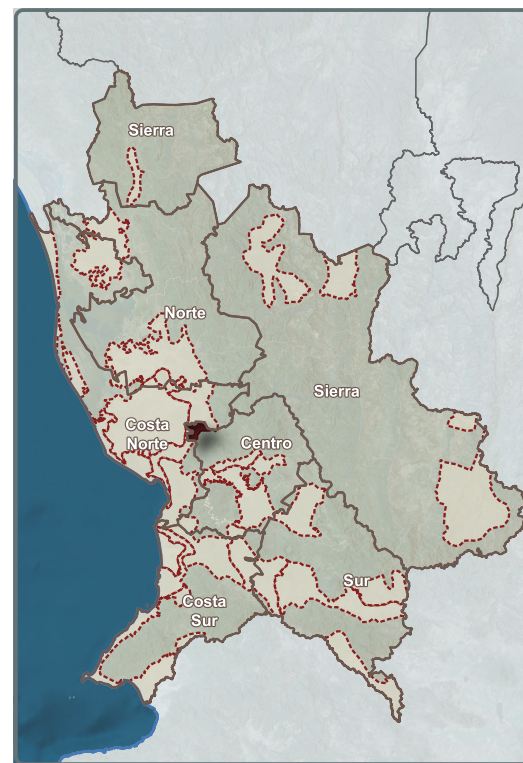 Sierra
Norte
Sierra
Costa
Norte
Centro
Sur
Costa
Sur